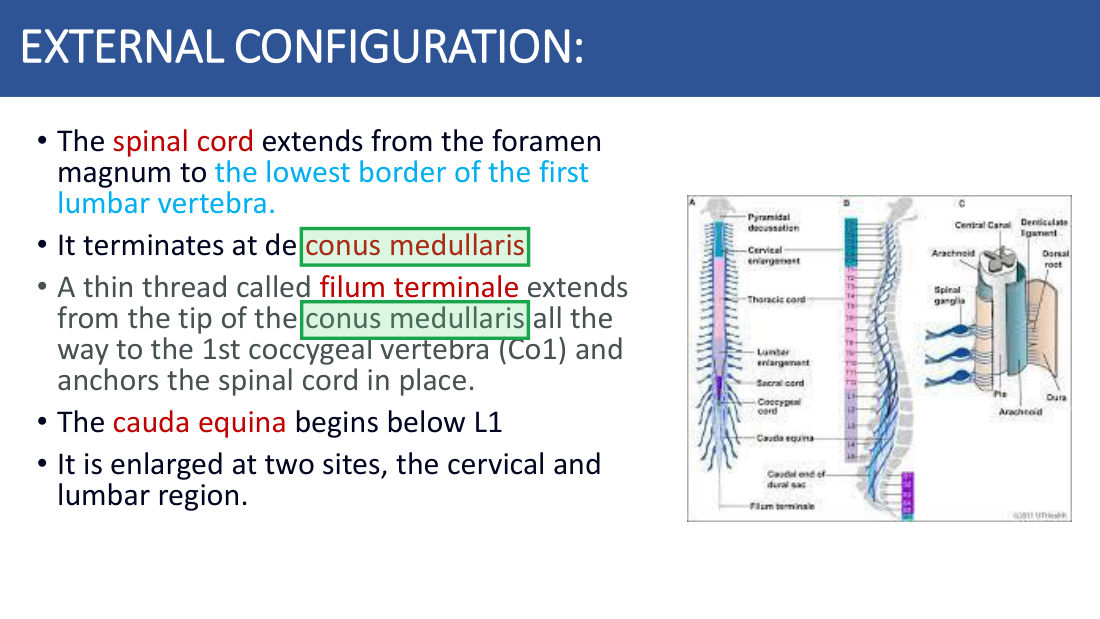 EXTERNAL CONFIGURATION:
• The spinal cord extends from the foramen
magnum to the lowest border of the first
lumbar vertebra.
• It terminates at de conus medullaris
• A thin thread called filum terminale extends
from the tip of the conus medullaris all the
way to the 1st coccygeal vertebra (Co1) and
anchors the spinal cord in place.
• The cauda equina begins below L1
• It is enlarged at two sites, the cervical and
lumbar region.
A
Pyramidal
decussation
Cervical
enlargement
Thoracic cord
Lumbar
enlargement
Sacral cord
Coccygeal
cord
Cauda equina
Caudal end of
dural sac
Filum terminale
B
C
Central Canal
Denticulate
ligament
Arachnoid
Dorsal
root
Spinal
ganglia
Pia
Dura
Arachnoid
©2011 UTHealth